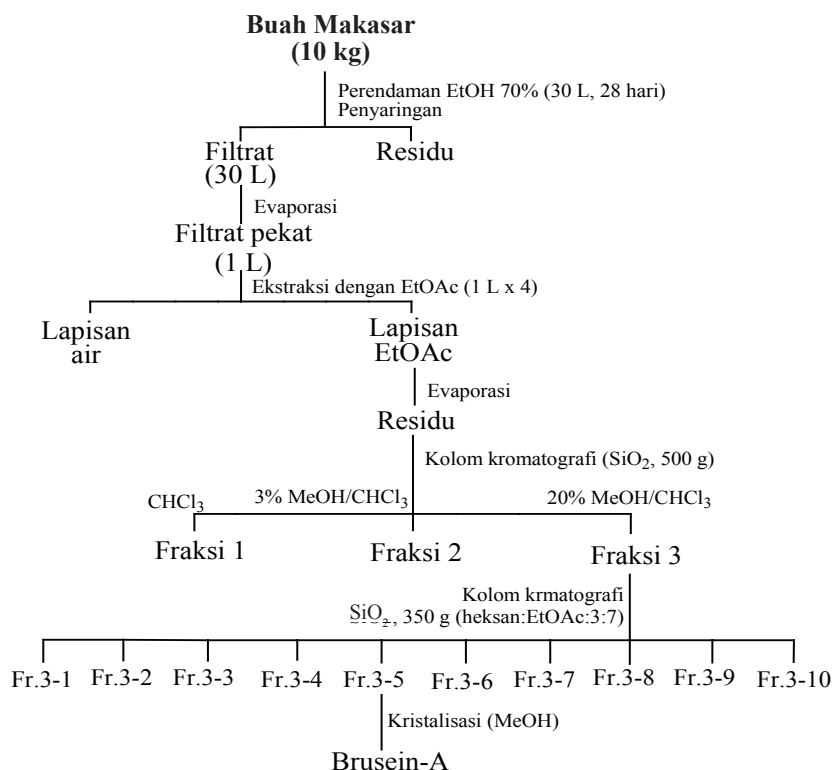 Buah Makasar
(10 kg)
Perendaman EtOH 70% (30 L, 28 hari)
Penyaringan
Filtrat
(30 L)
Residu
Evaporasi
Filtrat pekat
(1 L)
Ekstraksi dengan EtOAc (1 L x 4)
Lapisan
air
Lapisan
EtOAc
Evaporasi
Residu
Kolom kromatografi (SiO₂, 500 g)
CHCl₃
3% MeOH/CHCl₃
20% MeOH/CHCl₃
Fraksi 1
Fraksi 2
Fraksi 3
Kolom krmatografi
SiO₂, 350 g (heksan:EtOAc:3:7)
Fr.3-1 Fr.3-2 Fr.3-3 Fr.3-4 Fr.3-5 Fr.3-6 Fr.3-7 Fr.3-8 Fr.3-9 Fr.3-10
Kristalisasi (MeOH)
Brusein-A